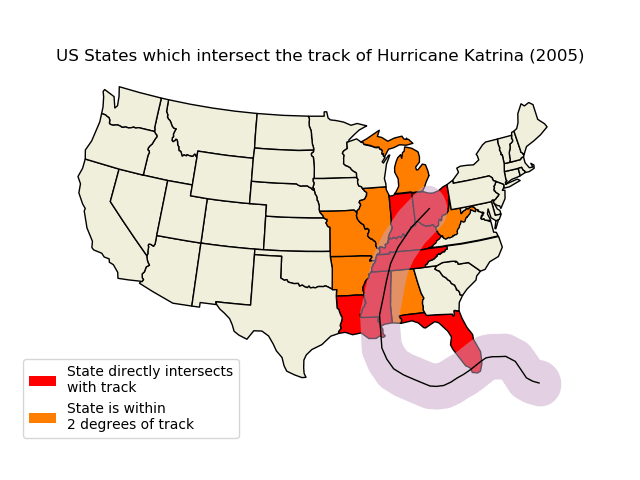 US States which intersect the track of Hurricane Katrina (2005)
State directly intersects
with track
State is within
2 degrees of track